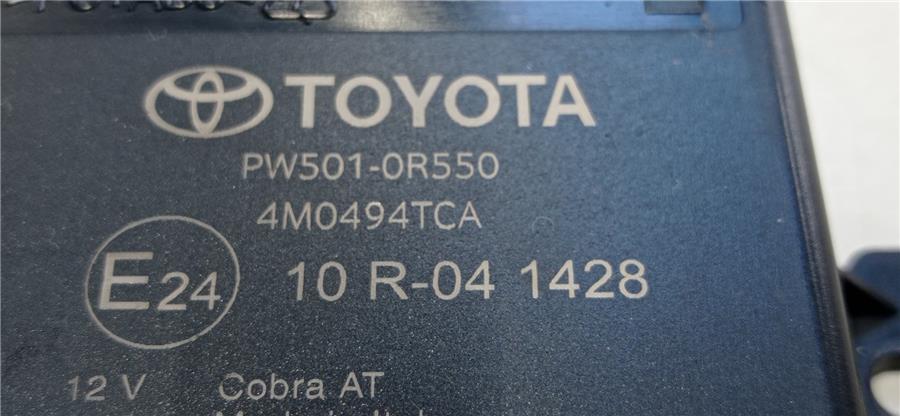 TOYOTA
PW501-0R550
4M0494TCA
E24 10 R-04 1428
12 V Cobra AT